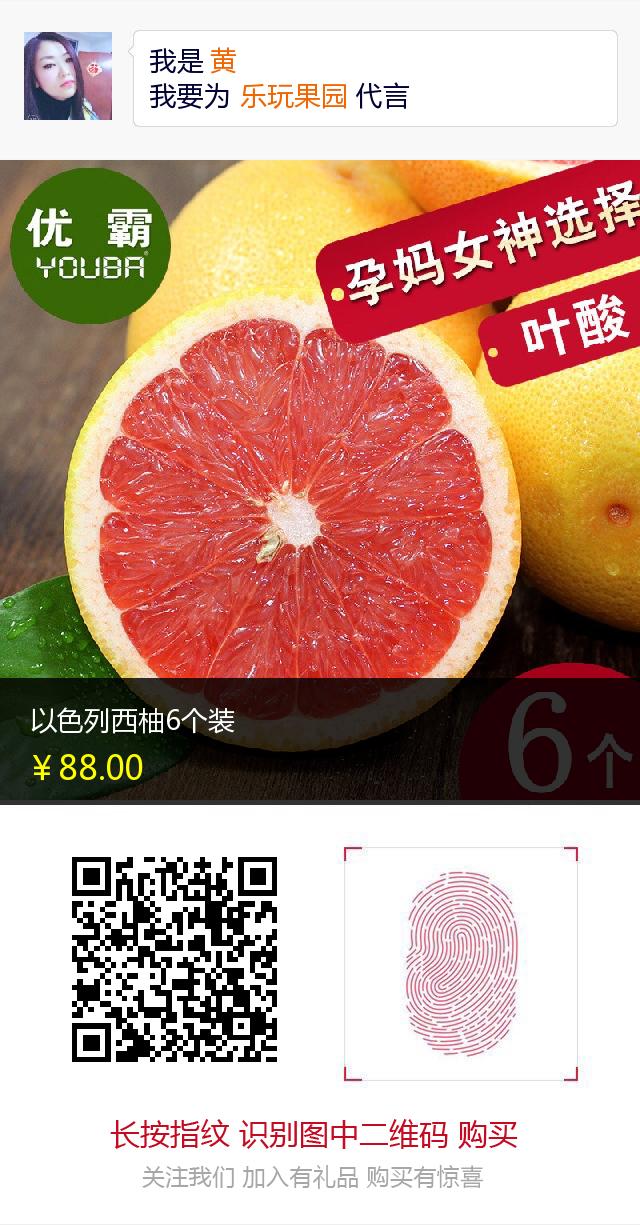 我是 黄
我要为 乐玩果园 代言
优 霸
YOUBA
孕妈女神选择
叶酸
以色列西柚6个装
￥88.00
6个
长按指纹 识别图中二维码 购买
关注我们 加入有礼品 购买有惊喜